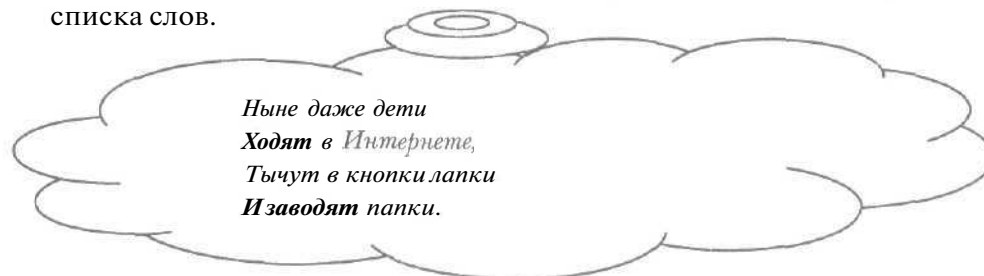 списка слов.
Ныне даже дети
Ходят в Интернете,
Тычут в кнопки лапки
И заводят папки.